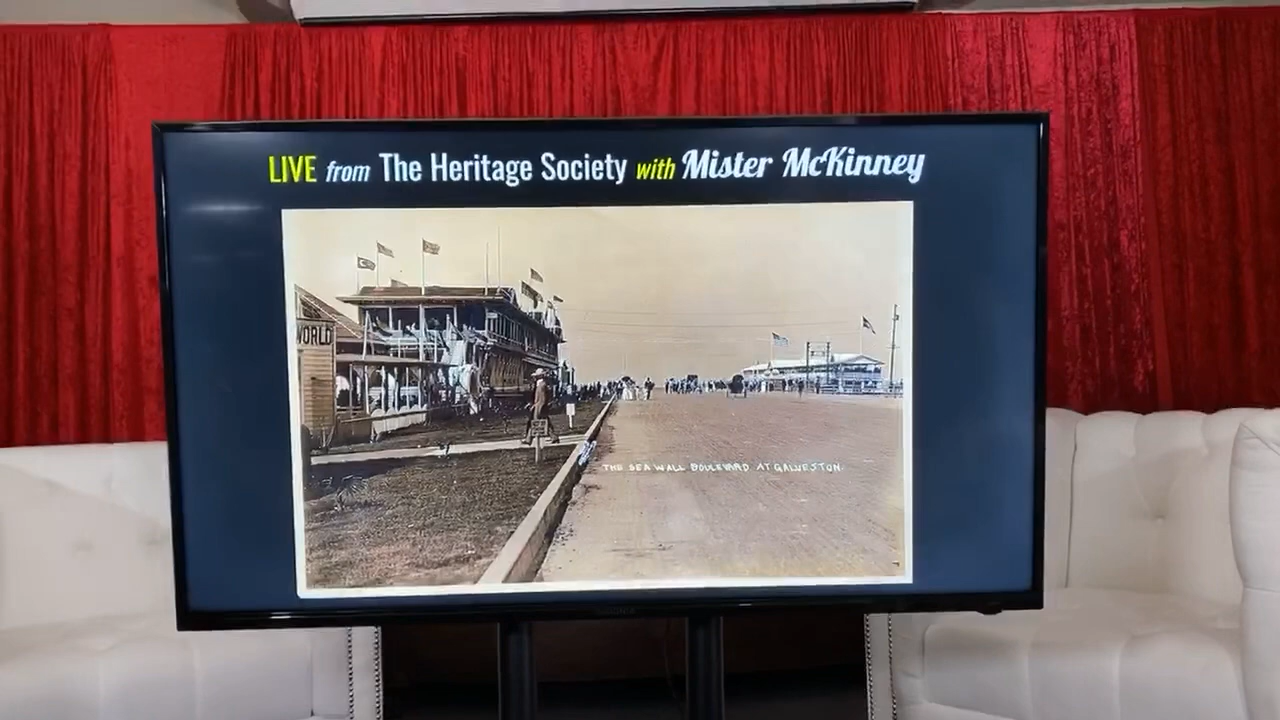 LIVE from The Heritage Society with Mister McKinney
WORLD
THE SEA WALL BOULEVARD AT GALVESTON.